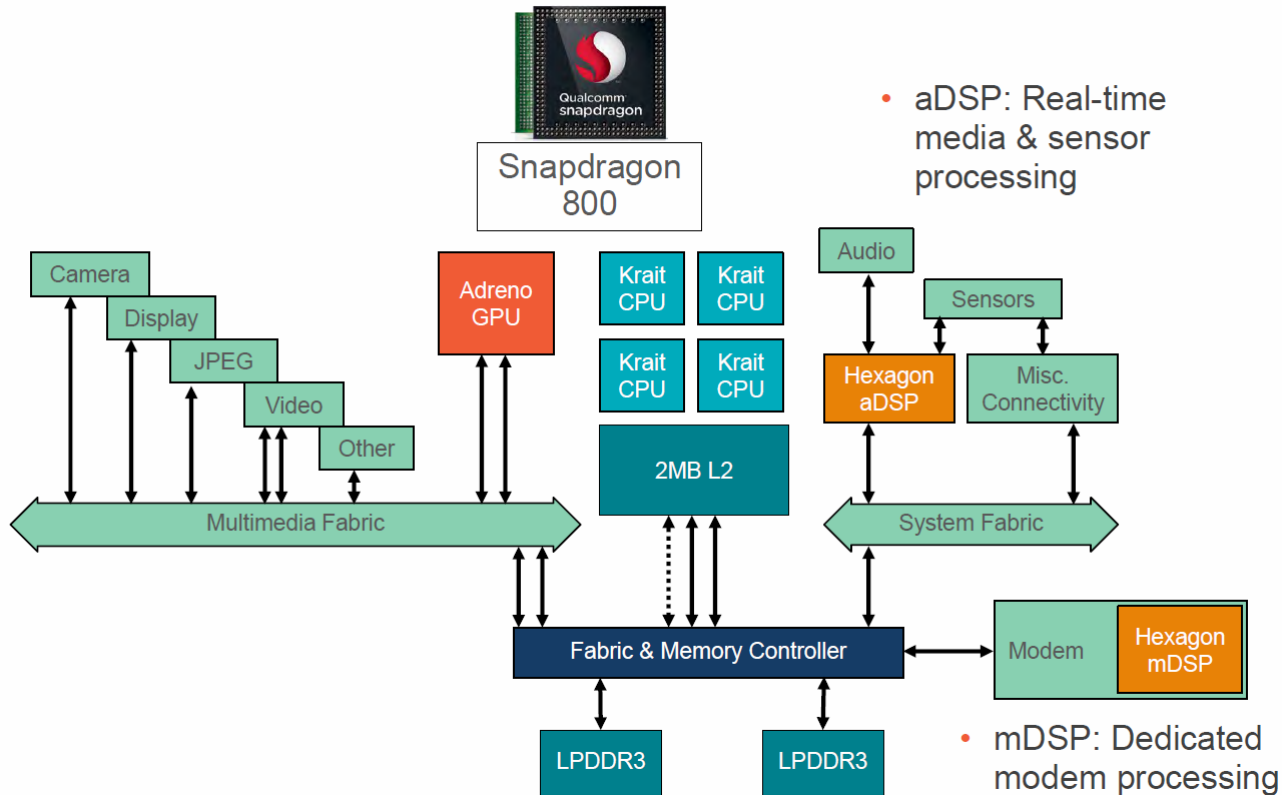 Qualcomm
snapdragon
Snapdragon
800
• aDSP: Real-time
media & sensor
processing
Camera
Display
JPEG
Video
Other
Adreno
GPU
Krait
CPU
Krait
CPU
Krait
CPU
Krait
CPU
2MB L2
Audio
Sensors
Hexagon
aDSP
Misc.
Connectivity
Multimedia Fabric
System Fabric
Fabric & Memory Controller
Modem
Hexagon
mDSP
LPDDR3
LPDDR3
• mDSP: Dedicated
modem processing